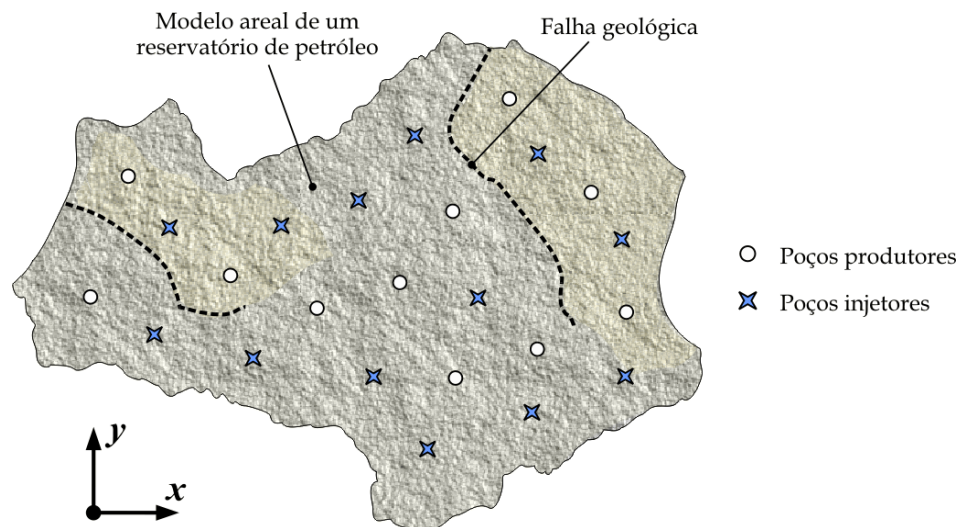 Modelo areal de um
reservatório de petróleo
Falha geológica
Poços produtores
Poços injetores
y
x